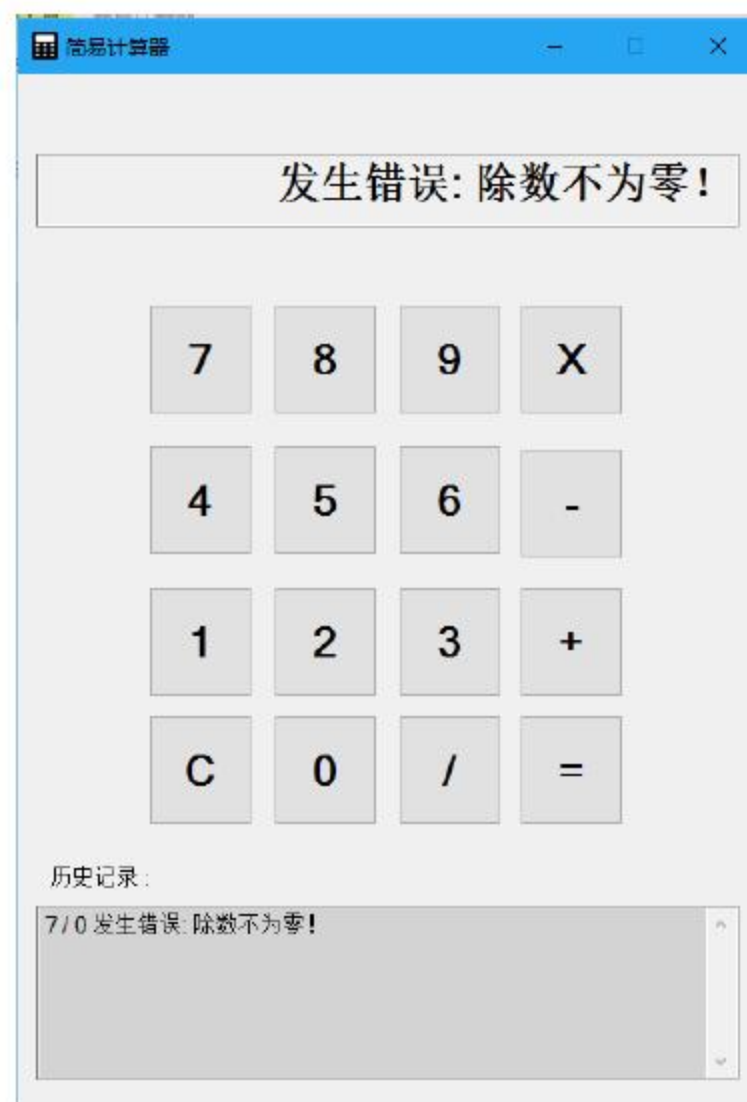 简易计算器
发生错误: 除数不为零！
7 8 9 X
4 5 6 -
1 2 3 +
C 0 / =
历史记录 :
7 / 0 发生错误: 除数不为零！